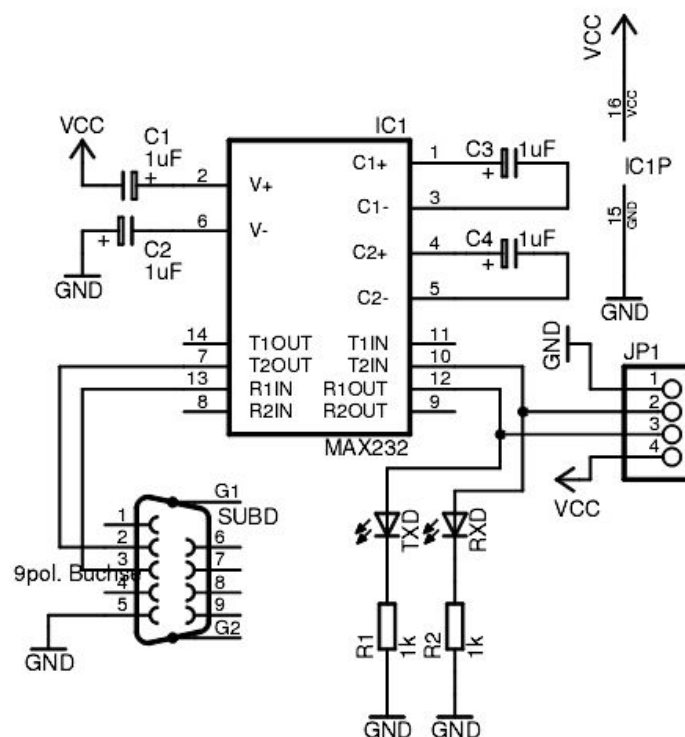 VCC
16
VCC
IC1P
15
GND
GND
IC1
VCC
C1
1uF
+
2
V+
6
V-
+
C2
1uF
GND
C1+
1
C3
1uF
+
C1-
3
C2+
4
C4
1uF
+
C2-
5
14
T1OUT
T1IN
11
7
T2OUT
T2IN
10
13
R1IN
R1OUT
12
8
R2IN
R2OUT
9
MAX232
GND
JP1
1
2
3
4
VCC
G1
SUBD
1
2
6
3
7
9pol. Buchse
4
8
5
9
G2
GND
TXD
RXD
R1
1k
R2
1k
GND
GND